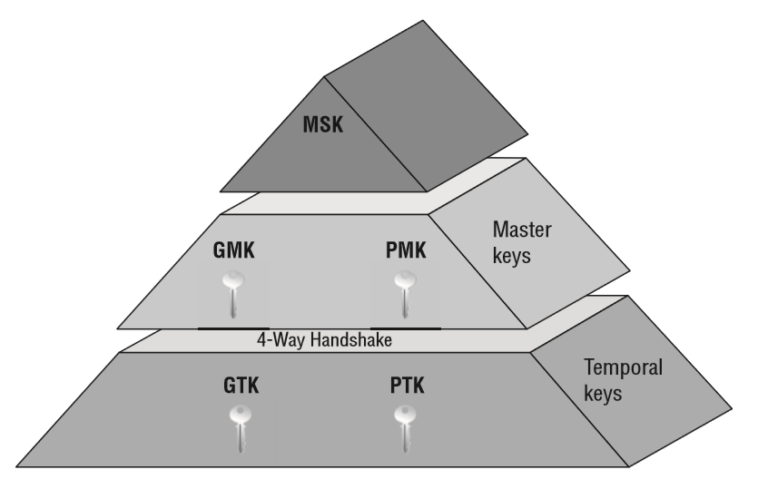 MSK
GMK
PMK
Master
keys
4-Way Handshake
GTK
PTK
Temporal
keys